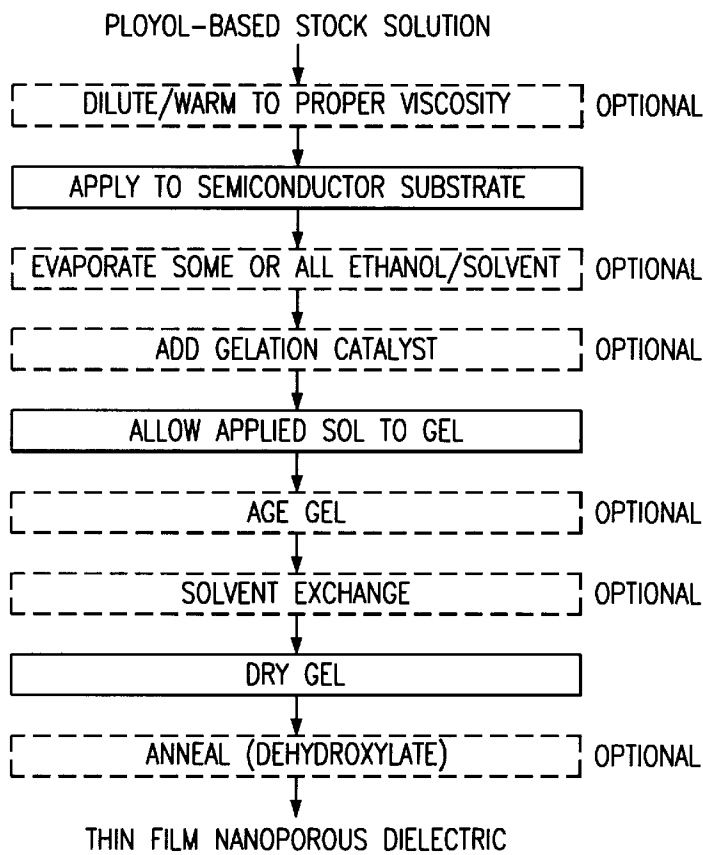 PLOYOL-BASED STOCK SOLUTION
DILUTE/WARM TO PROPER VISCOSITY OPTIONAL
APPLY TO SEMICONDUCTOR SUBSTRATE
EVAPORATE SOME OR ALL ETHANOL/SOLVENT OPTIONAL
ADD GELATION CATALYST OPTIONAL
ALLOW APPLIED SOL TO GEL
AGE GEL OPTIONAL
SOLVENT EXCHANGE OPTIONAL
DRY GEL
ANNEAL (DEHYDROXYLATE) OPTIONAL
THIN FILM NANOPOROUS DIELECTRIC